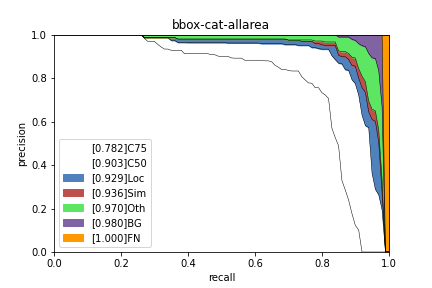 bbox-cat-allarea
precision
1.0
0.8
0.6
0.4
0.2
0.0
[0.782]C75
[0.903]C50
[0.929]Loc
[0.936]Sim
[0.970]Oth
[0.980]BG
[1.000]FN
0.0 0.2 0.4 0.6 0.8 1.0
recall